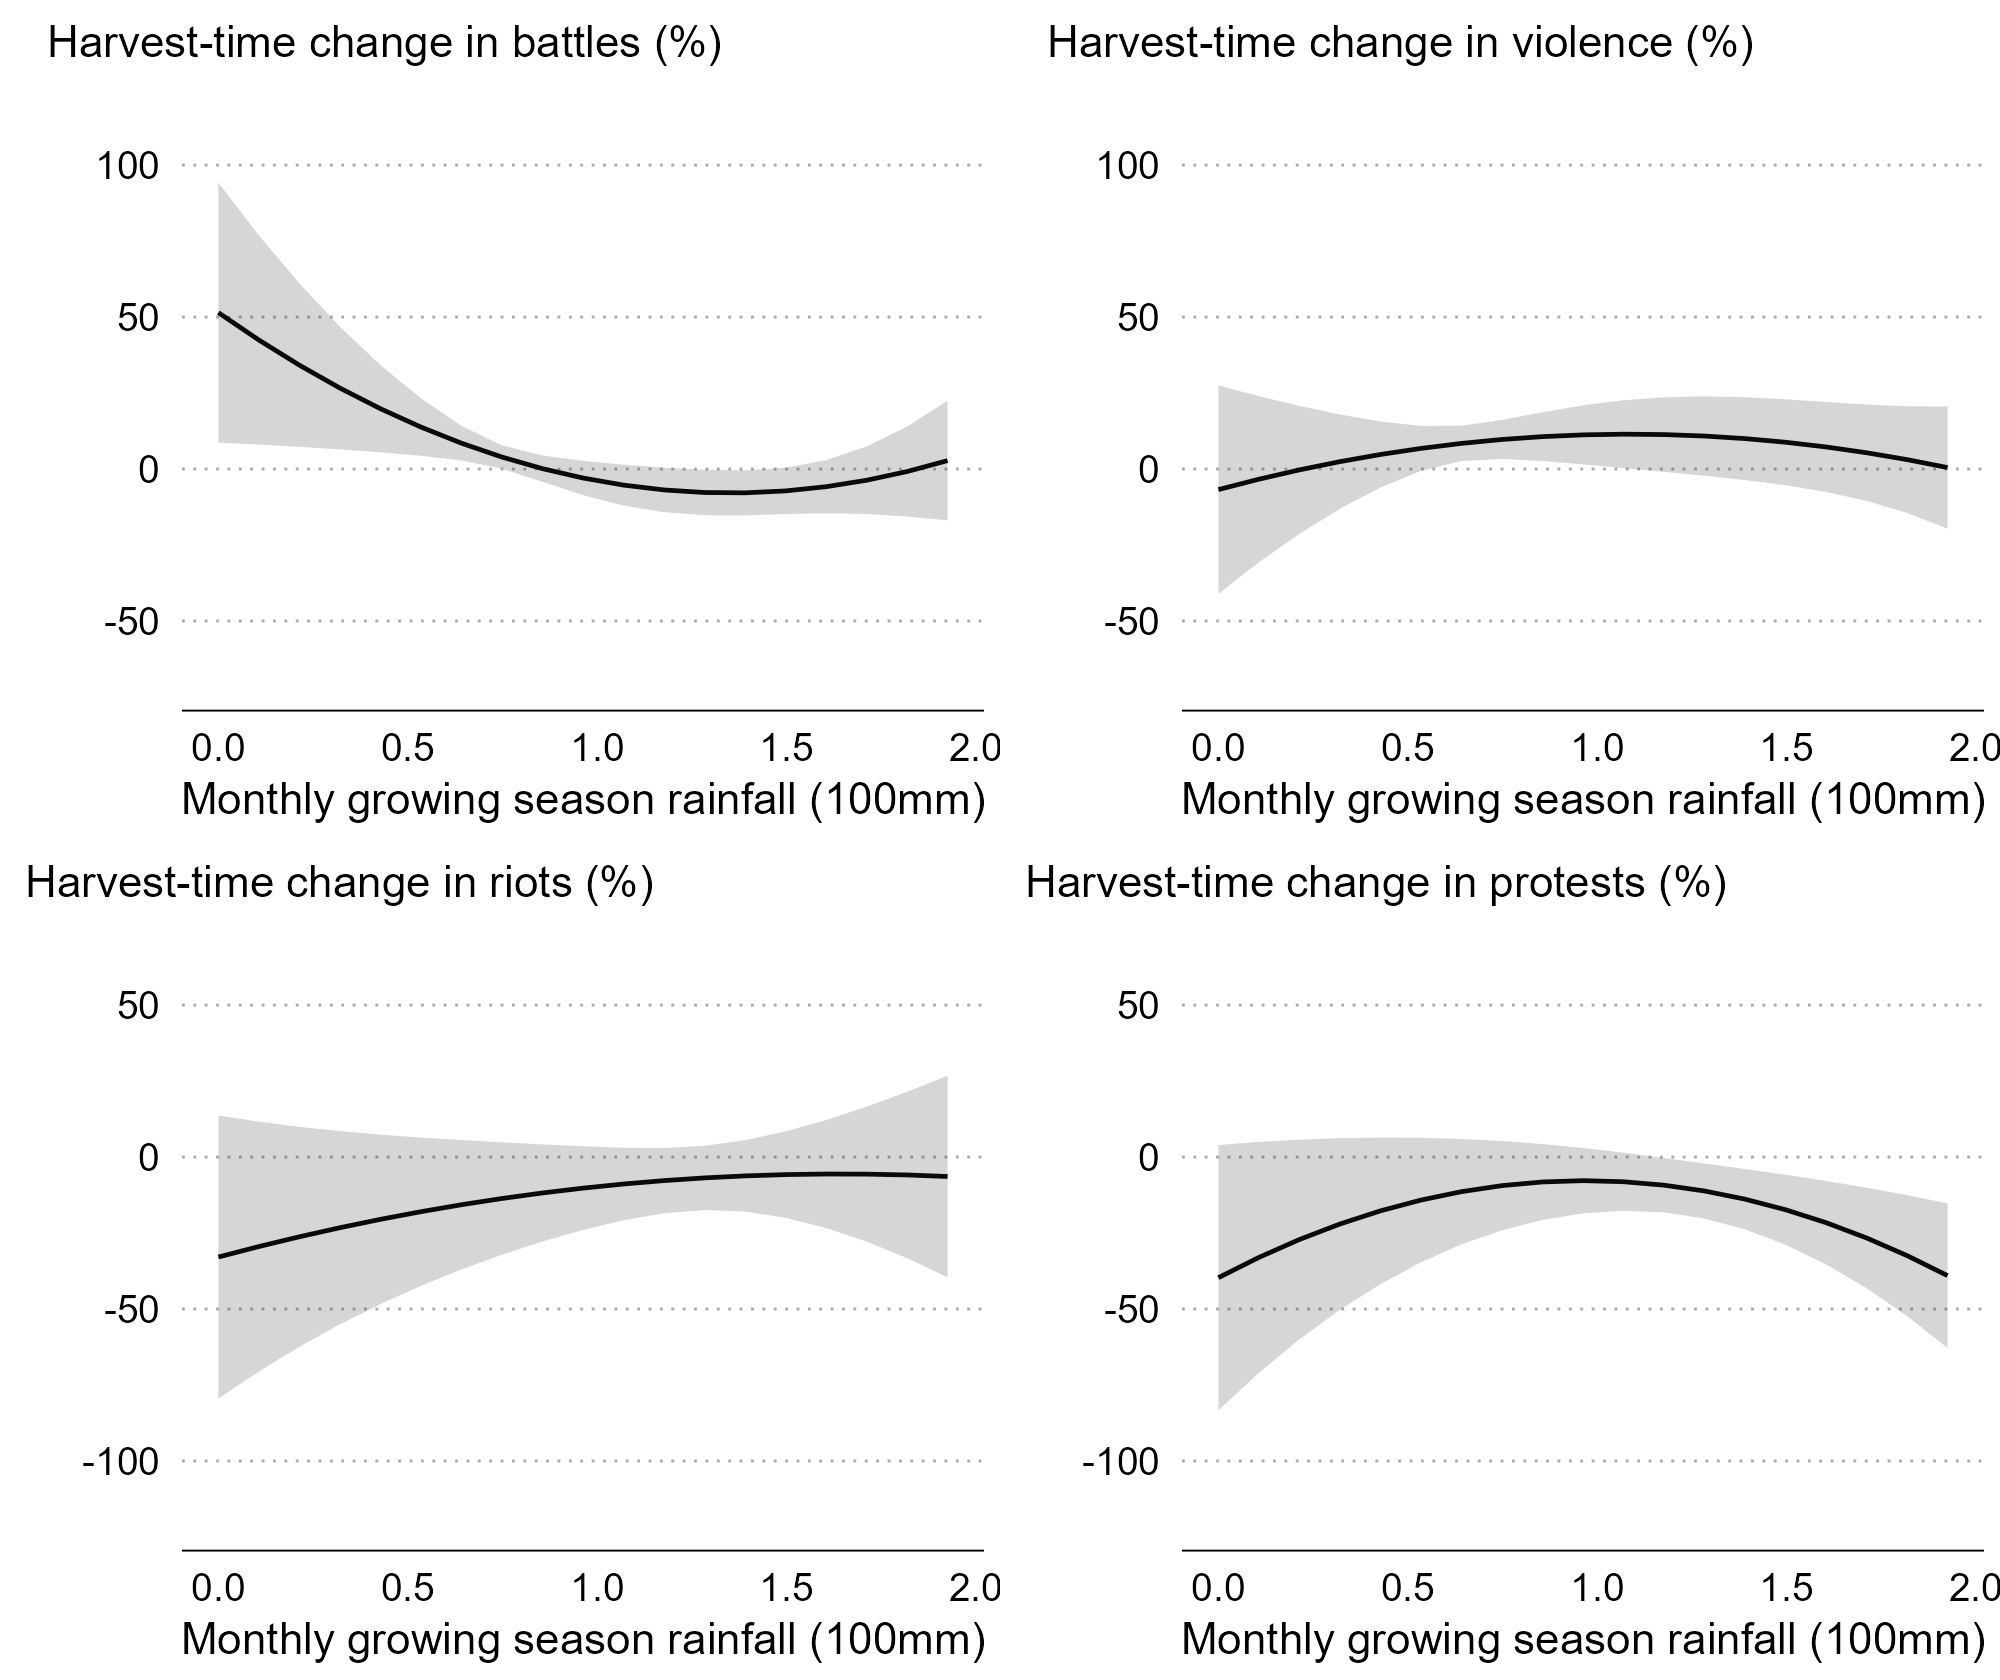 Harvest-time change in battles (%)
100
50
0
-50
0.0 0.5 1.0 1.5 2.0
Monthly growing season rainfall (100mm)
Harvest-time change in violence (%)
100
50
0
-50
0.0 0.5 1.0 1.5 2.0
Monthly growing season rainfall (100mm)
Harvest-time change in riots (%)
50
0
-50
-100
0.0 0.5 1.0 1.5 2.0
Monthly growing season rainfall (100mm)
Harvest-time change in protests (%)
50
0
-50
-100
0.0 0.5 1.0 1.5 2.0
Monthly growing season rainfall (100mm)